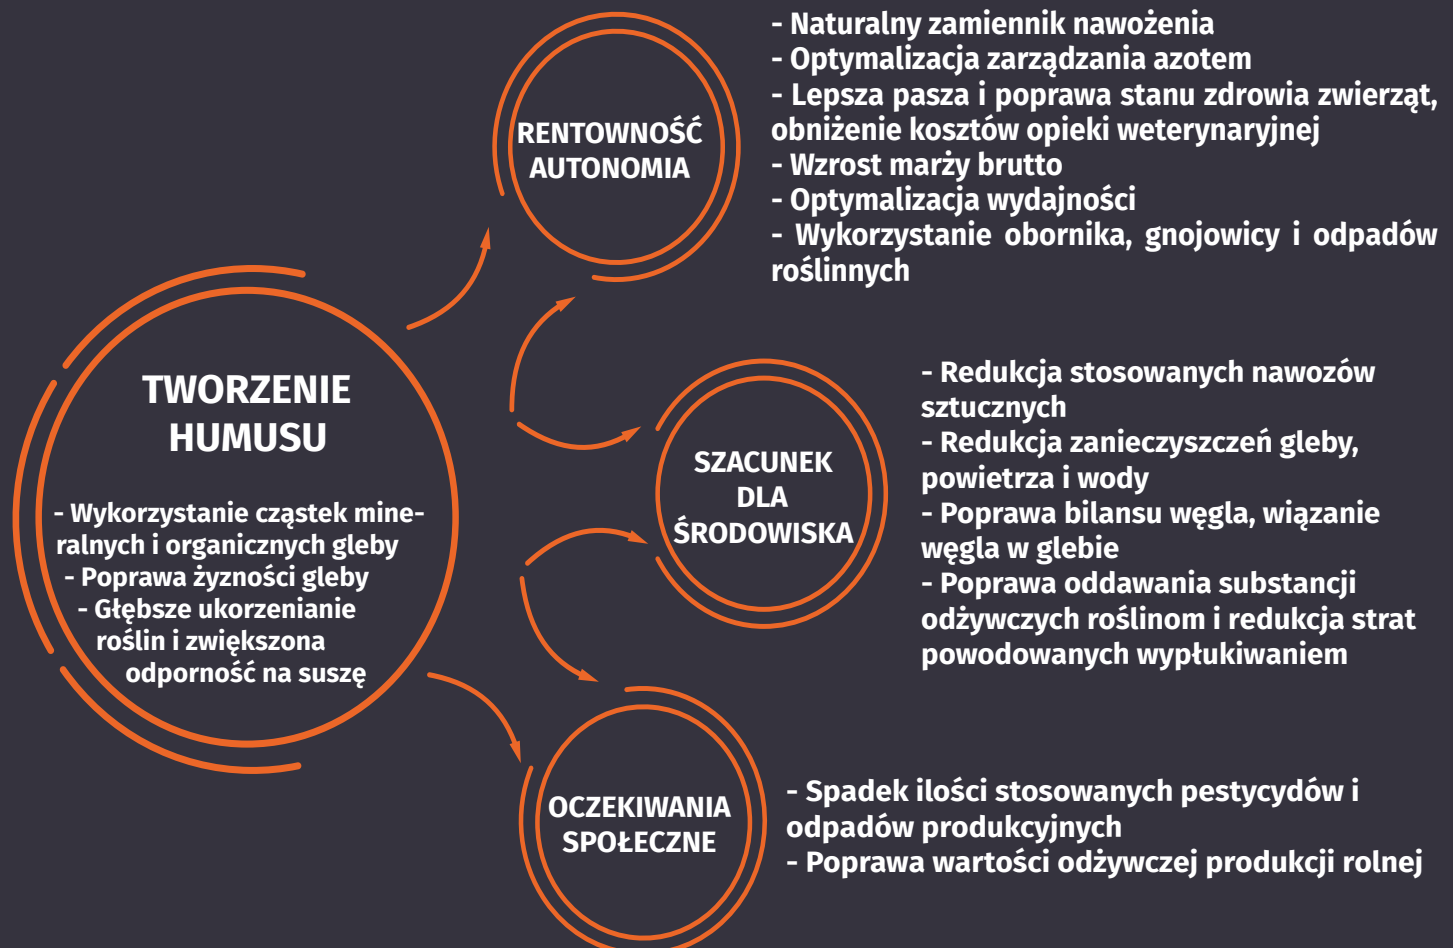 TWORZENIE
HUMUSU
- Wykorzystanie cząstek mine-
ralnych i organicznych gleby
- Poprawa żyzności gleby
- Głębsze ukorzenianie
roślin i zwiększona
odporność na suszę
RENTOWNOŚĆ
AUTONOMIA
- Naturalny zamiennik nawożenia
- Optymalizacja zarządzania azotem
- Lepsza pasza i poprawa stanu zdrowia zwierząt,
obniżenie kosztów opieki weterynaryjnej
- Wzrost marży brutto
- Optymalizacja wydajności
- Wykorzystanie obornika, gnojowicy i odpadów
roślinnych
SZACUNEK
DLA
ŚRODOWISKA
- Redukcja stosowanych nawozów
sztucznych
- Redukcja zanieczyszczeń gleby,
powietrza i wody
- Poprawa bilansu węgla, wiązanie
węgla w glebie
- Poprawa oddawania substancji
odżywczych roślinom i redukcja strat
powodowanych wypłukiwaniem
OCZEKIWANIA
SPOŁECZNE
- Spadek ilości stosowanych pestycydów i
odpadów produkcyjnych
- Poprawa wartości odżywczej produkcji rolnej